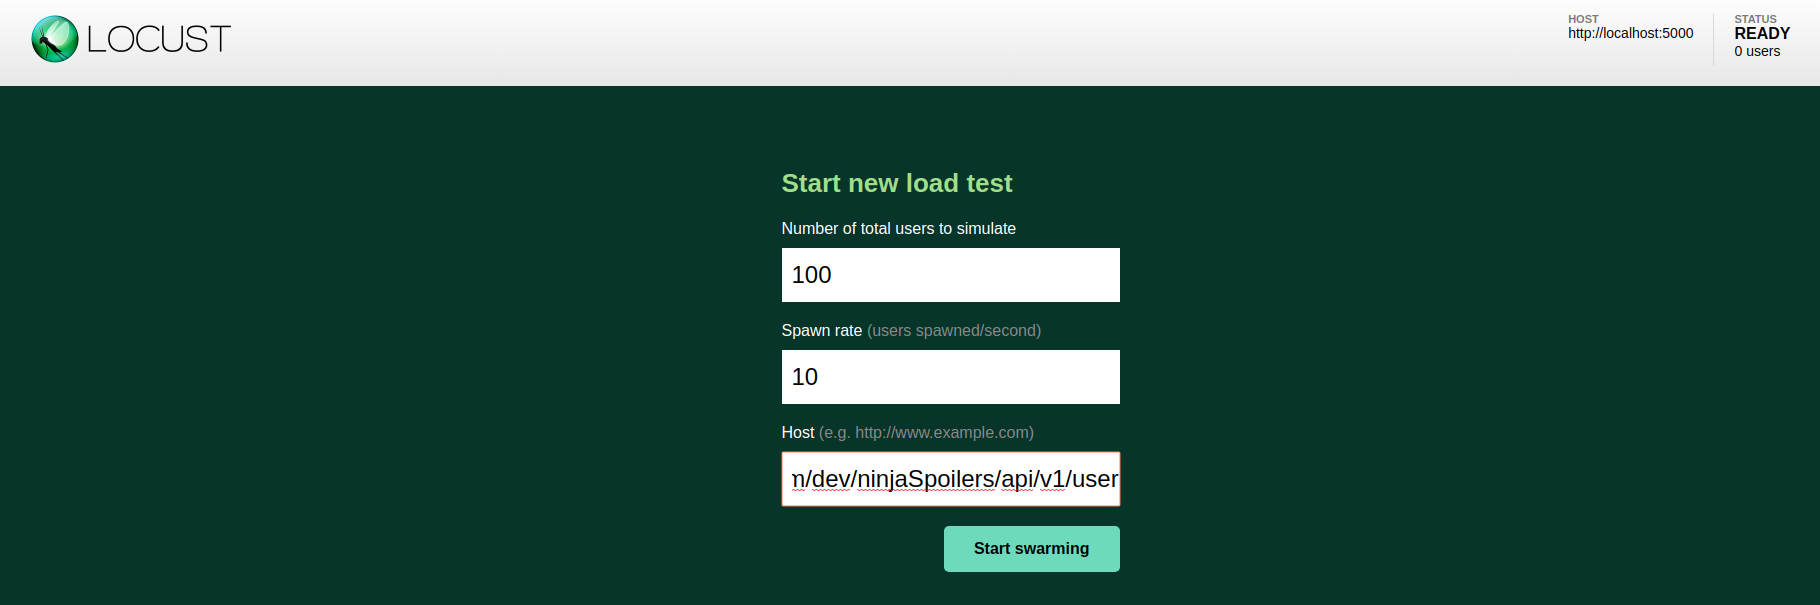 LOCUST
HOST
http://localhost:5000
STATUS
READY
0 users
Start new load test
Number of total users to simulate
100
Spawn rate (users spawned/second)
10
Host (e.g. http://www.example.com)
/dev/ninjaSpoilers/api/v1/user
Start swarming